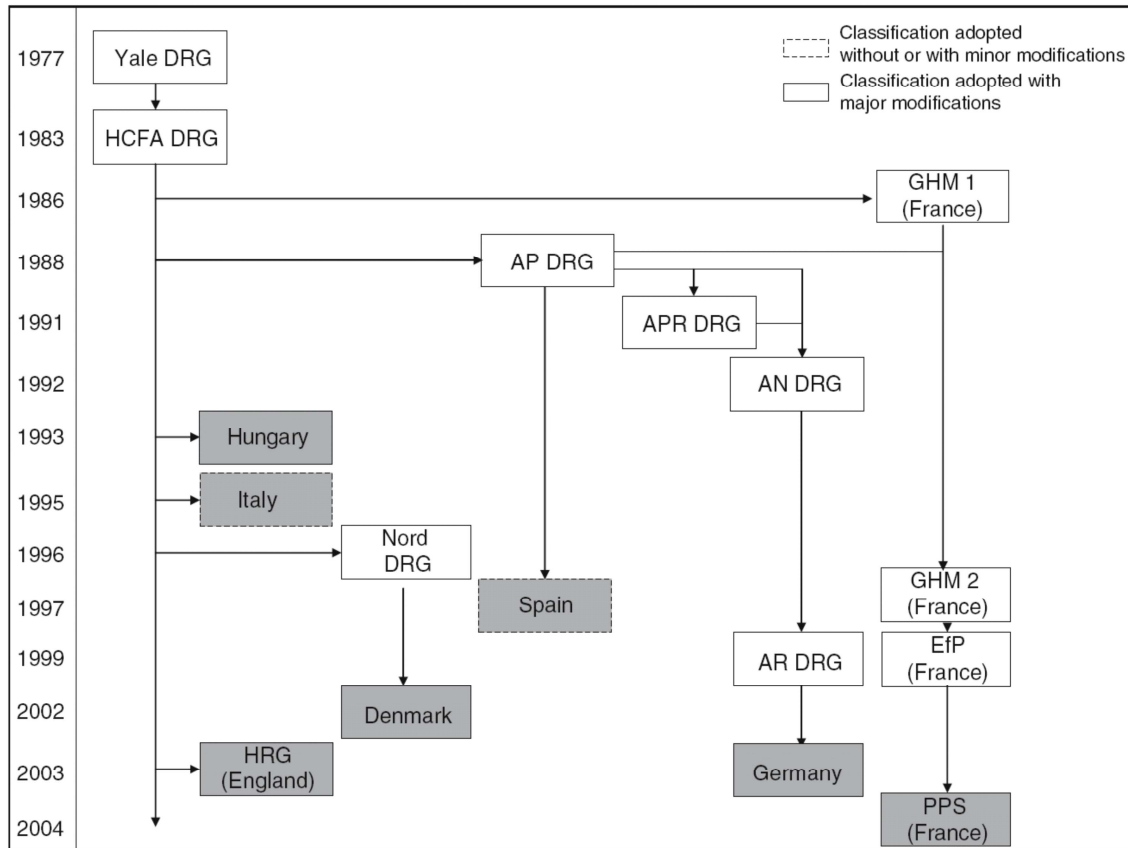 1977
Yale DRG
Classification adopted
without or with minor modifications
Classification adopted with
major modifications
1983
HCFA DRG
1986
GHM 1
(France)
1988
AP DRG
1991
APR DRG
1992
AN DRG
1993
Hungary
1995
Italy
1996
Nord
DRG
1997
Spain
GHM 2
(France)
1999
AR DRG
EfP
(France)
2002
Denmark
2003
HRG
(England)
Germany
2004
PPS
(France)